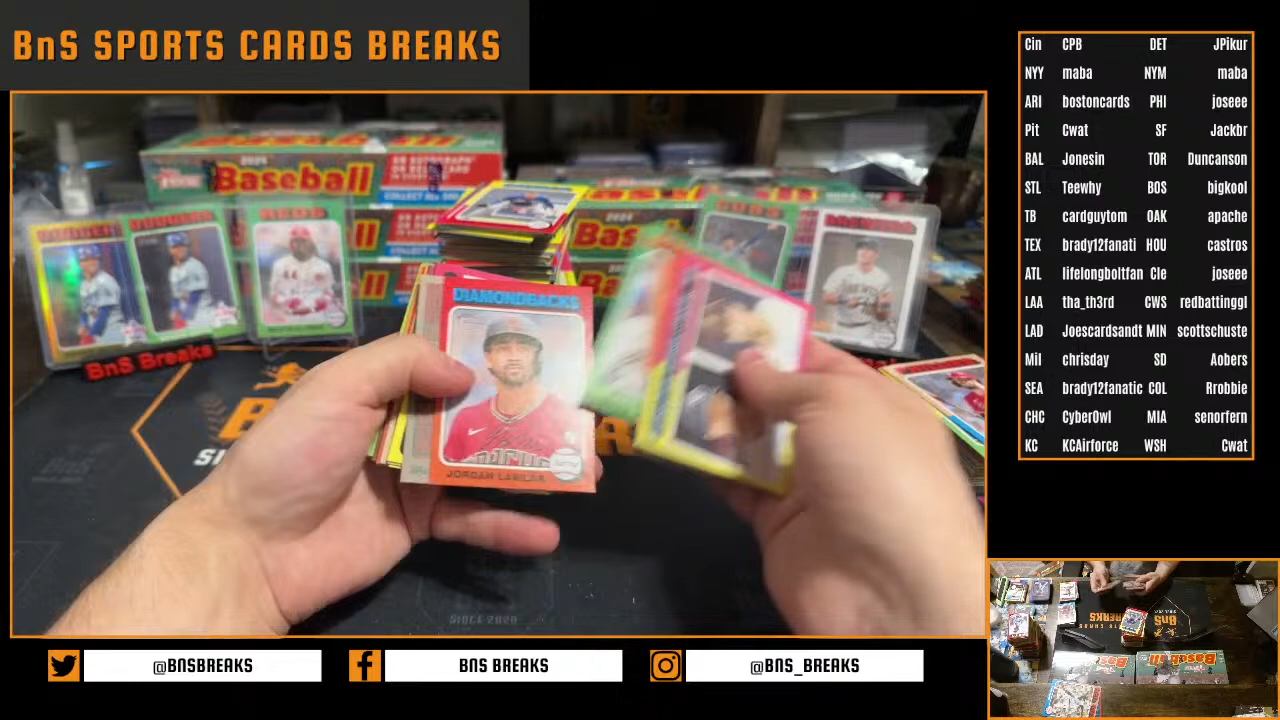 BnS SPORTS CARDS BREAKS
Cin CPB DET JPikur
NYY maba NYM maba
ARI bostoncards PHI joseee
Pit Cwat SF Jackbr
BAL Jonesin TOR Duncanson
STL Teewhy BOS bigkool
TB cardguytom OAK apache
TEX brady12fanati HOU castros
ATL lifelongboltfan Cle joseee
LAA tha_th3rd CWS redbattinggl
LAD Joescardsandt MIN scottschuste
Mil chrisday SD Aobers
SEA brady12fanatic COL Rrobbie
CHC CyberOwl MIA senorfern
KC KCAirforce WSH Cwat
Baseball
REDS
DIAMONDBACKS
JORDAN LAWLAR
BnS Breaks
SINCE 2020
@BNSBREAKS
BNS BREAKS
@BNS_BREAKS